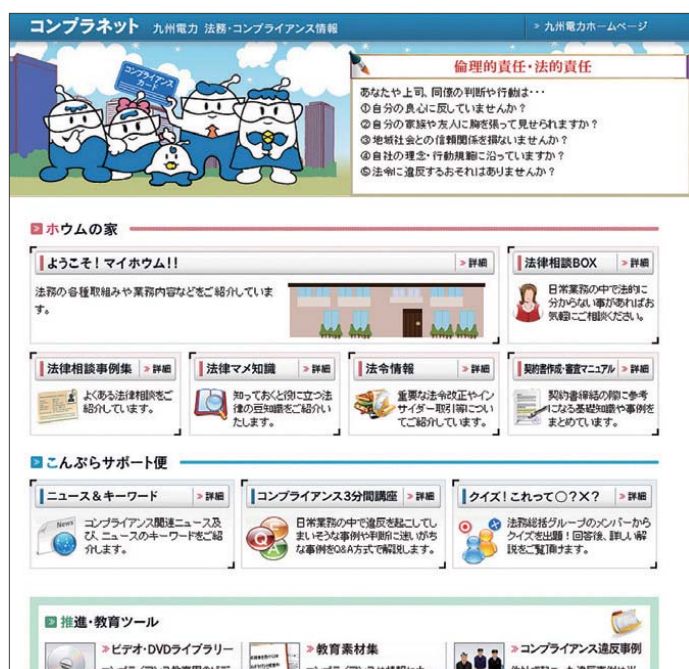 コンプラネット 九州電力 法務・コンプライアンス情報
> 九州電力ホームページ
コンプライアンス
カード
倫理的責任・法的責任
あなたや上司、同僚の判断や行動は・・・
①自分の良心に反していませんか？
②自分の家族や友人に胸を張って見せられますか？
③地域社会との信頼関係を損ないませんか？
④自社の理念・行動規範に沿っていますか？
⑤法令に違反するおそれはありませんか？
ホウムの家
ようこそ！マイホウム!!
>詳細
法務の各種取組みや業務内容などをご紹介していま
す。
法律相談BOX
>詳細
日常業務の中で法的に
分からない事があればお
気軽にご相談ください。
法律相談事例集
>詳細
よくある法律相談をご
紹介しています。
法律マメ知識
>詳細
知っておくと役に立つ法
律の豆知識をご紹介い
たします。
法令情報
>詳細
重要な法令改正やイン
サイダー取引等につい
てご紹介しています。
契約書作成・審査マニュアル
>詳細
契約書締結の際に参考
になる基礎知識や事例を
まとめています。
こんぷらサポート便
ニュース＆キーワード
>詳細
News
コンプライアンス関連ニュース及
び、ニュースのキーワードをご紹
介します。
コンプライアンス3分間講座
>詳細
Q&A
日常業務の中で違反を起こしてし
まいそうな事例や判断に迷いがち
な事例をQ&A方式で解説します。
クイズ！これって○？×？
>詳細
法務総括グループのメンバーから
クイズを出題！回答後、詳しい解
説をご覧頂けます。
推進・教育ツール
>ビデオ・DVDライブラリー
>教育素材集
>コンプライアンス違反事例